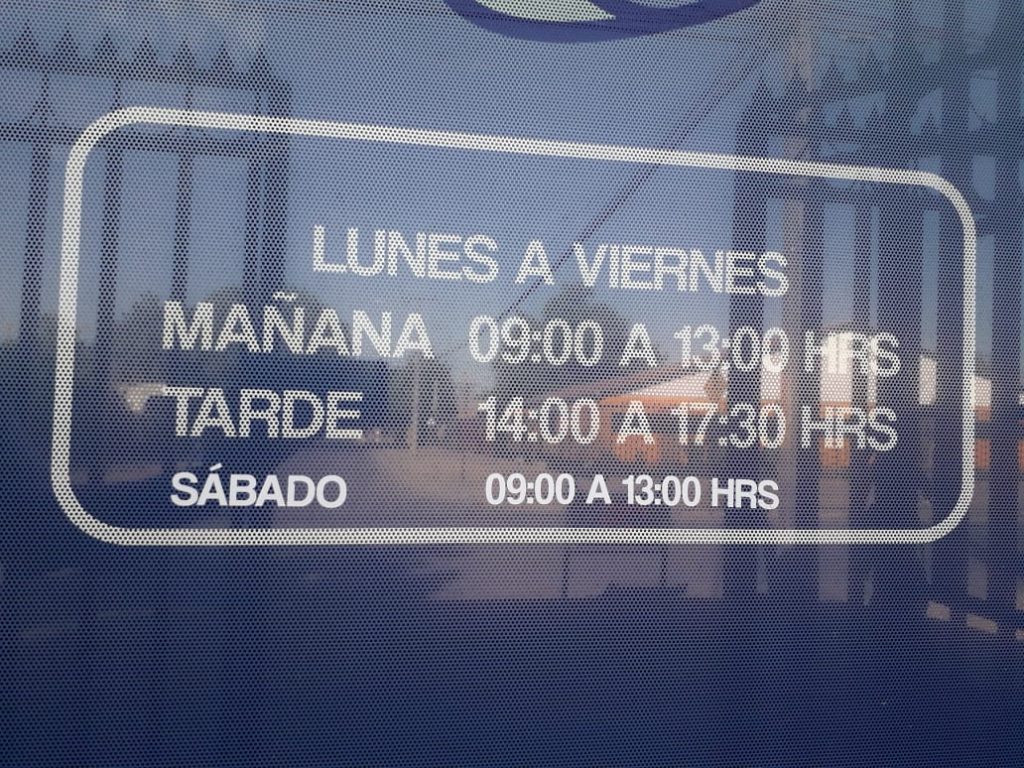 LUNES A VIERNES
MAÑANA 09:00 A 13:00 HRS
TARDE 14:00 A 17:30 HRS
SÁBADO 09:00 A 13:00 HRS